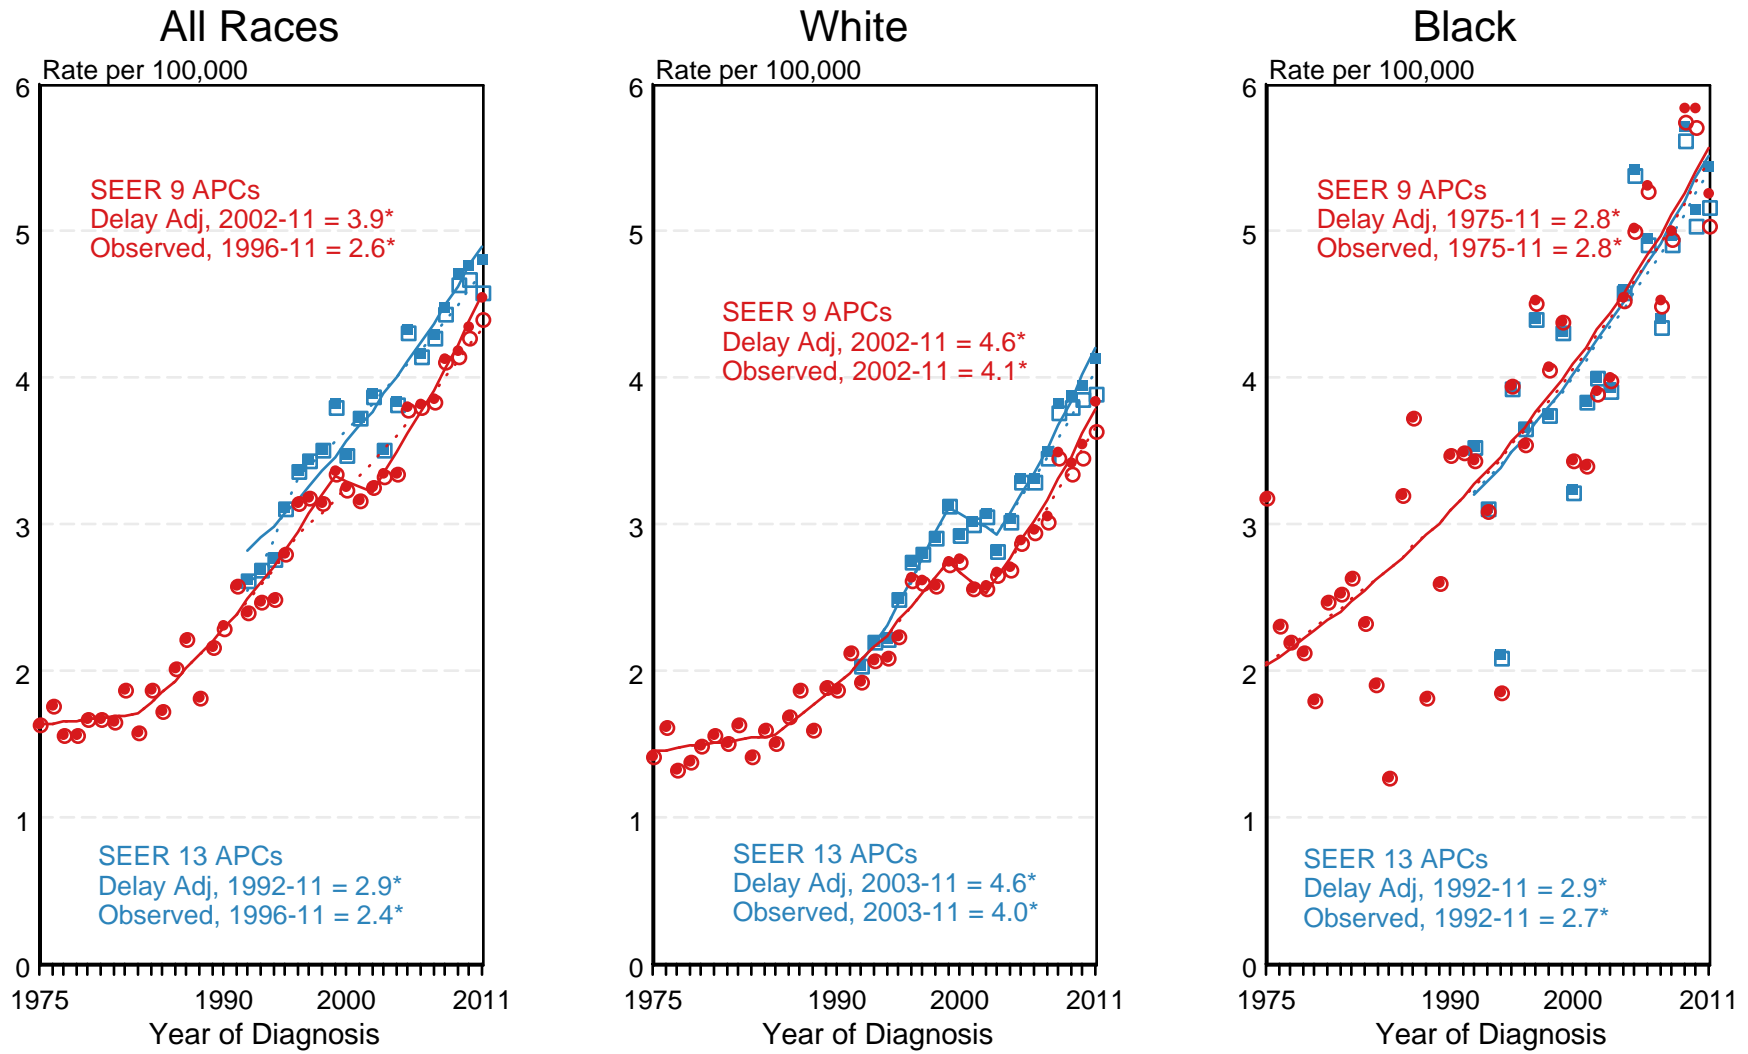 All Races
Rate per 100,000
6
5
4
3
2
1
0
SEER 9 APCs
Delay Adj, 2002-11 = 3.9*
Observed, 1996-11 = 2.6*
SEER 13 APCs
Delay Adj, 1992-11 = 2.9*
Observed, 1996-11 = 2.4*
1975 1990 2000 2011
Year of Diagnosis
White
Rate per 100,000
6
5
4
3
2
1
0
SEER 9 APCs
Delay Adj, 2002-11 = 4.6*
Observed, 2002-11 = 4.1*
SEER 13 APCs
Delay Adj, 2003-11 = 4.6*
Observed, 2003-11 = 4.0*
1975 1990 2000 2011
Year of Diagnosis
Black
Rate per 100,000
6
5
4
3
2
1
0
SEER 9 APCs
Delay Adj, 1975-11 = 2.8*
Observed, 1975-11 = 2.8*
SEER 13 APCs
Delay Adj, 1992-11 = 2.9*
Observed, 1992-11 = 2.7*
1975 1990 2000 2011
Year of Diagnosis